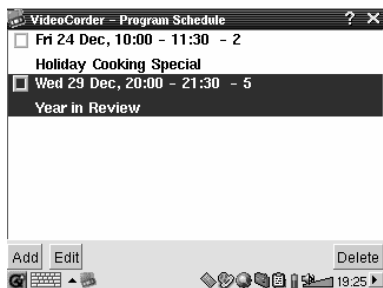 VideoCorder – Program Schedule ? ×
Fri 24 Dec, 10:00 – 11:30 – 2
Holiday Cooking Special
Wed 29 Dec, 20:00 – 21:30 – 5
Year in Review
Add Edit Delete
19:25